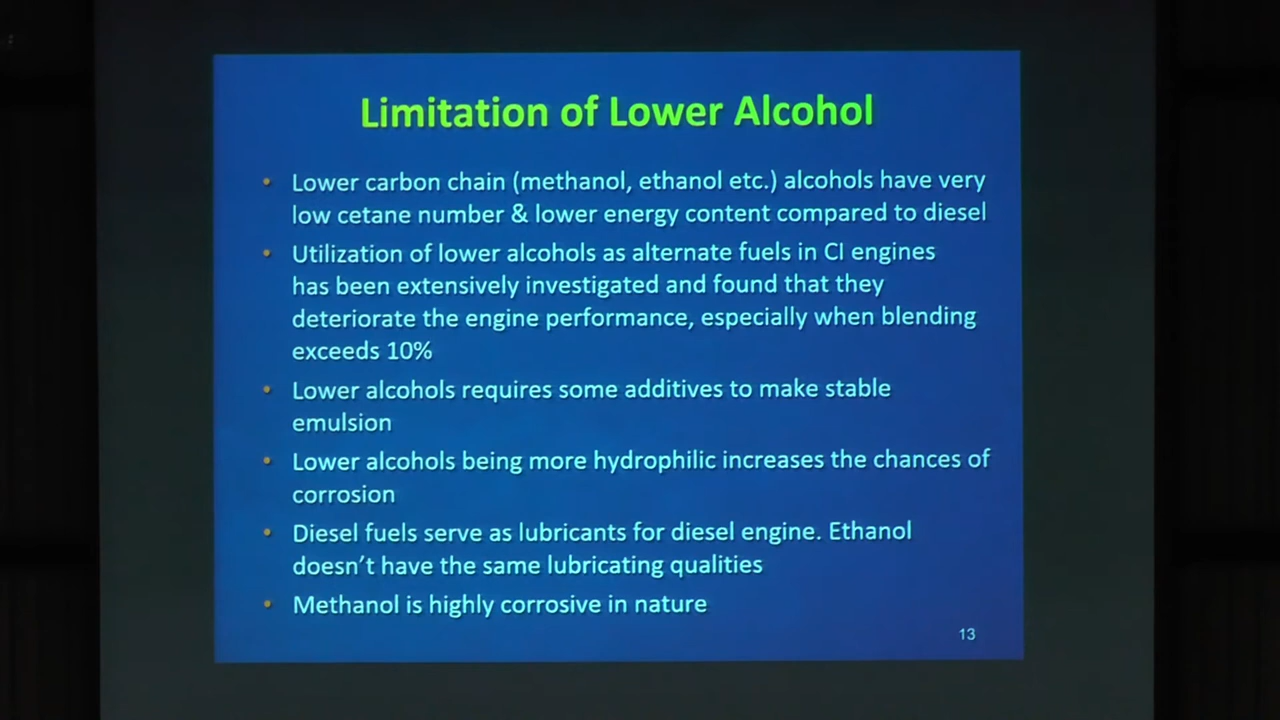 Limitation of Lower Alcohol
• Lower carbon chain (methanol, ethanol etc.) alcohols have very
low cetane number & lower energy content compared to diesel
• Utilization of lower alcohols as alternate fuels in CI engines
has been extensively investigated and found that they
deteriorate the engine performance, especially when blending
exceeds 10%
• Lower alcohols requires some additives to make stable
emulsion
• Lower alcohols being more hydrophilic increases the chances of
corrosion
• Diesel fuels serve as lubricants for diesel engine. Ethanol
doesn't have the same lubricating qualities
• Methanol is highly corrosive in nature
13